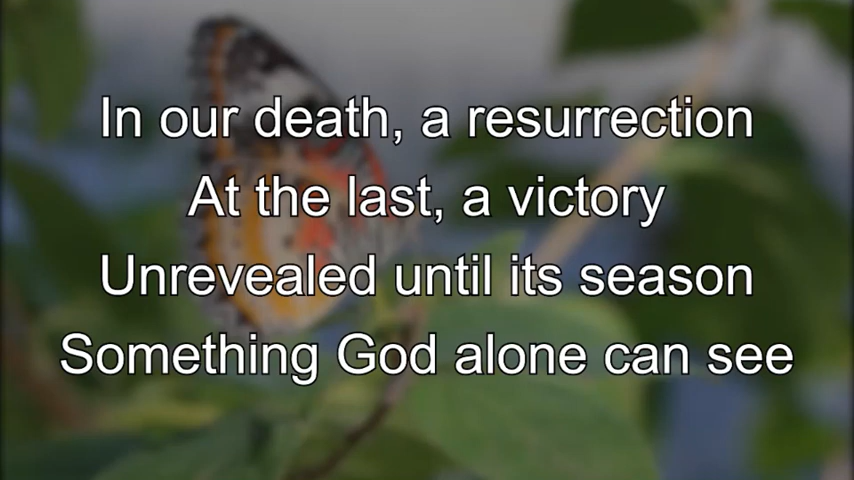 In our death, a resurrection
At the last, a victory
Unrevealed until its season
Something God alone can see